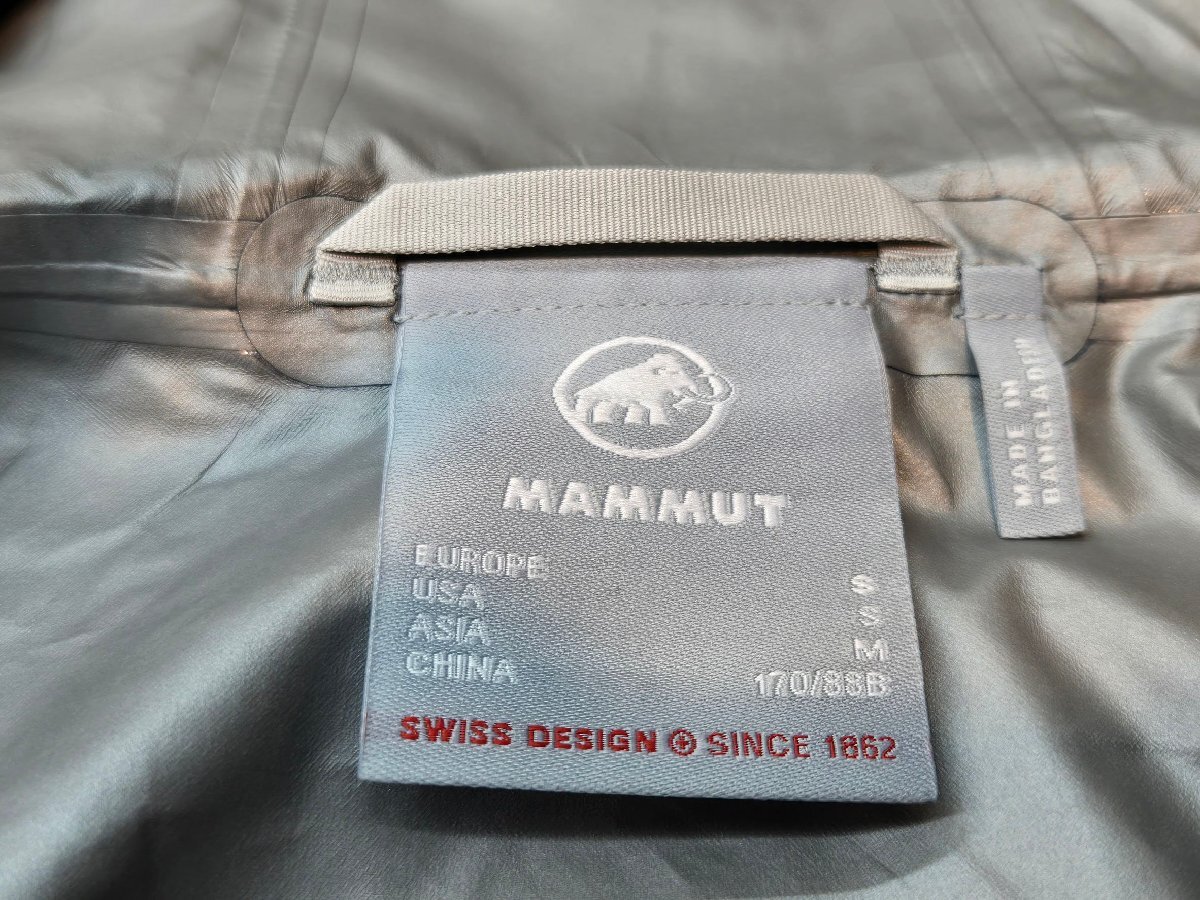 MAMMUT
EUROPE S
USA S
ASIA M
CHINA 170/88B
SWISS DESIGN SINCE 1862
MADE IN
BANGLADESH